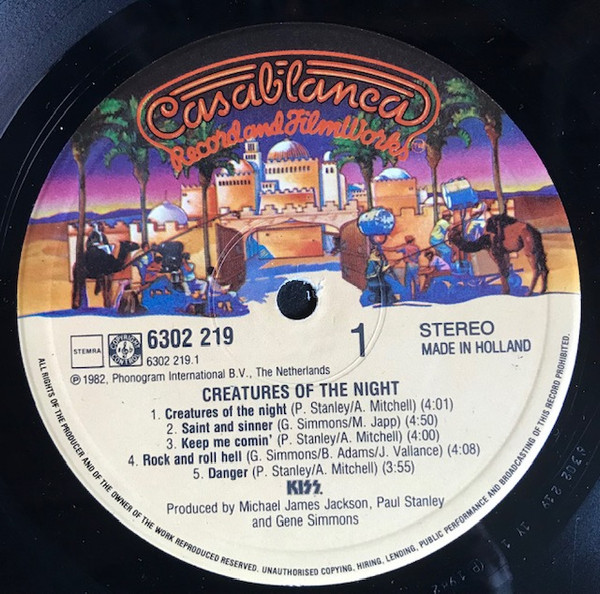 Casablanca
Record and FilmWorks
TM
STEMRA
COPYRIGHT CONTROL
6302 219
6302 219.1
1
STEREO
MADE IN HOLLAND
℗ 1982, Phonogram International B.V., The Netherlands
CREATURES OF THE NIGHT
1. Creatures of the night (P. Stanley/A. Mitchell) (4:01)
2. Saint and sinner (G. Simmons/M. Japp) (4:50)
3. Keep me comin' (P. Stanley/A. Mitchell) (4:00)
4. Rock and roll hell (G. Simmons/B. Adams/J. Vallance) (4:08)
5. Danger (P. Stanley/A. Mitchell) (3:55)
KISS
Produced by Michael James Jackson, Paul Stanley
and Gene Simmons
ALL RIGHTS OF THE PRODUCER AND OF THE OWNER OF THE WORK REPRODUCED RESERVED. UNAUTHORISED COPYING, HIRING, LENDING, PUBLIC PERFORMANCE AND BROADCASTING OF THIS RECORD PROHIBITED.